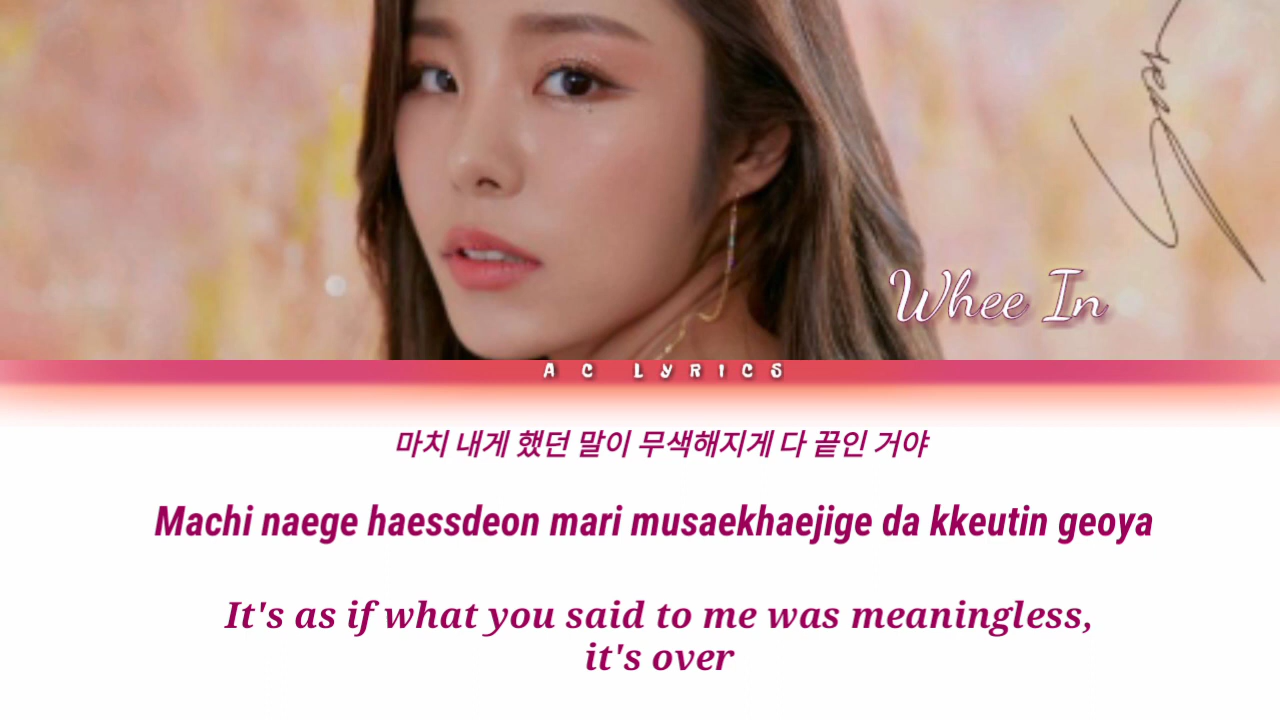 Whee In
AC LYRICS
마치 내게 했던 말이 무색해지게 다 끝인 거야
Machi naege haessdeon mari musaekhaejige da kkeutin geoya
It's as if what you said to me was meaningless,
it's over